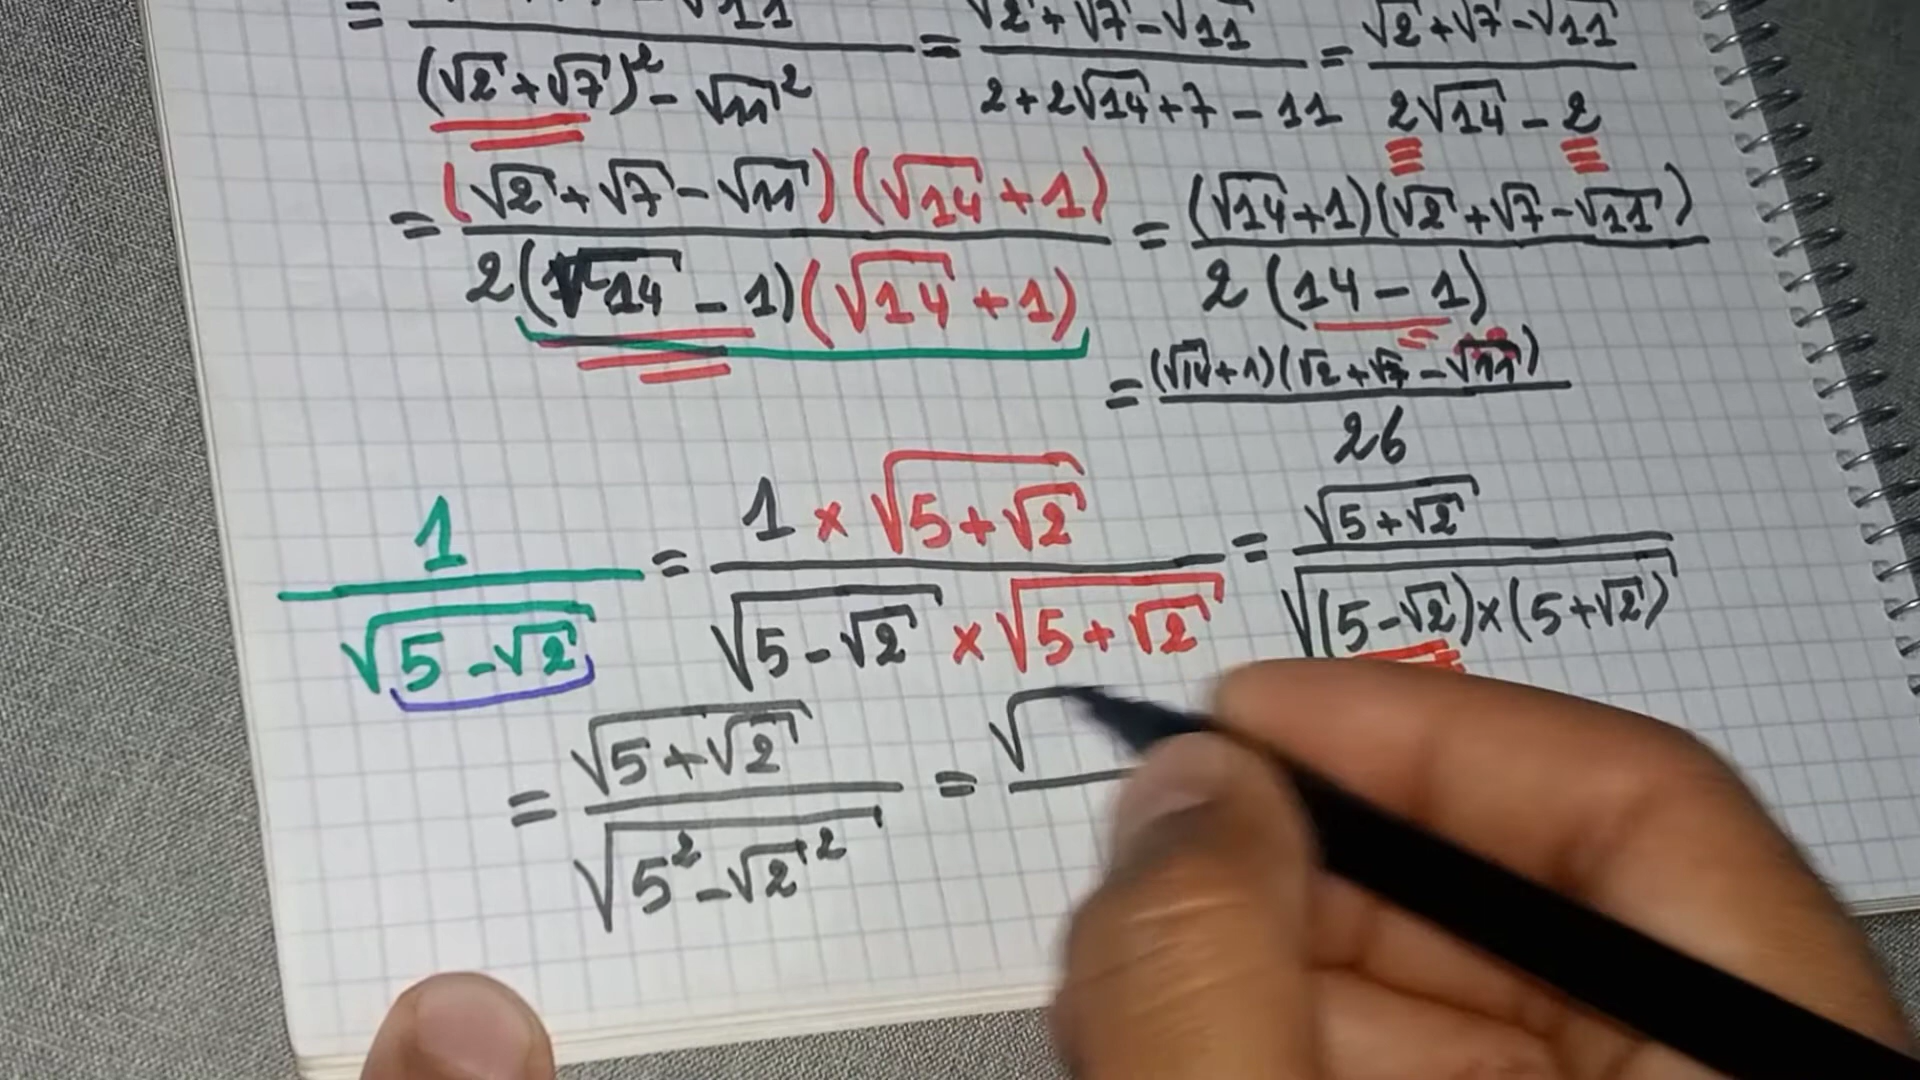 = √11 / (√2 + √7)² - √11² = √2 + √7 - √11 / 2 + 2√14 + 7 - 11 = √2 + √7 - √11 / 2√14 - 2
= (√2 + √7 - √11)(√14 + 1) / 2(√14 - 1)(√14 + 1) = (√14 + 1)(√2 + √7 - √11) / 2(14 - 1)
= (√14 + 1)(√2 + √7 - √11) / 26
1 / √(5 - √2) = 1 × √(5 + √2) / √(5 - √2) × √(5 + √2) = √(5 + √2) / √((5 - √2) × (5 + √2))
= √(5 + √2) / √(5² - √2²) = √